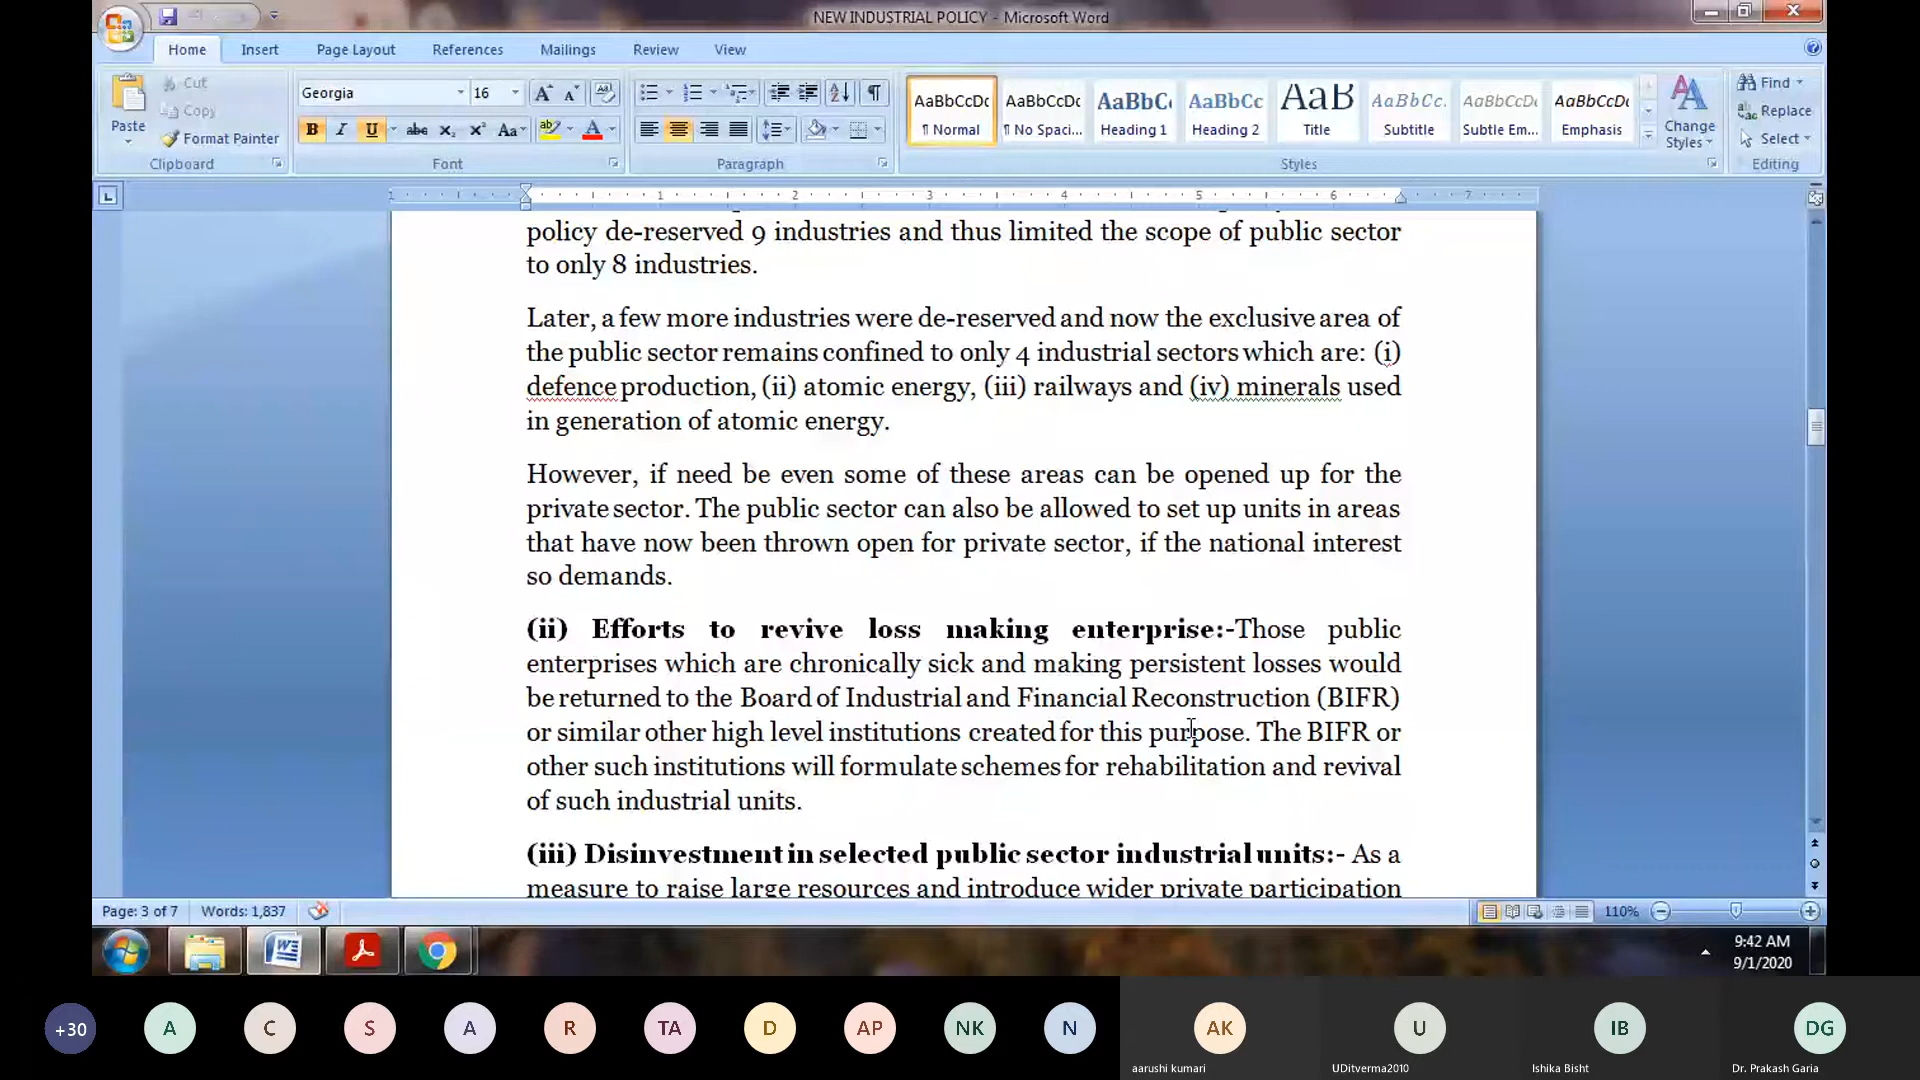 NEW INDUSTRIAL POLICY - Microsoft Word
Home Insert Page Layout References Mailings Review View
Paste
Cut
Copy
Format Painter
Clipboard
Georgia 16
Font
Paragraph
AaBbCcDc AaBbCcDc AaBbC AaBbCc AaB AaBbCc. AaBbCcDc AaBbCcDc
¶ Normal ¶ No Spaci... Heading 1 Heading 2 Title Subtitle Subtle Em... Emphasis
Change Styles
Styles
Find
Replace
Select
Editing
1 1 2 3 4 5 6 7
policy de-reserved 9 industries and thus limited the scope of public sector
to only 8 industries.
Later, a few more industries were de-reserved and now the exclusive area of
the public sector remains confined to only 4 industrial sectors which are: (i)
defence production, (ii) atomic energy, (iii) railways and (iv) minerals used
in generation of atomic energy.
However, if need be even some of these areas can be opened up for the
private sector. The public sector can also be allowed to set up units in areas
that have now been thrown open for private sector, if the national interest
so demands.
(ii) Efforts to revive loss making enterprise:-Those public
enterprises which are chronically sick and making persistent losses would
be returned to the Board of Industrial and Financial Reconstruction (BIFR)
or similar other high level institutions created for this purpose. The BIFR or
other such institutions will formulate schemes for rehabilitation and revival
of such industrial units.
(iii) Disinvestment in selected public sector industrial units:- As a
measure to raise large resources and introduce wider private participation
Page: 3 of 7 Words: 1,837 110%
9:42 AM
9/1/2020
+30 A C S A R TA D AP NK N AK U IB DG
aarushi kumari UDitverma2010 Ishika Bisht Dr. Prakash Garia